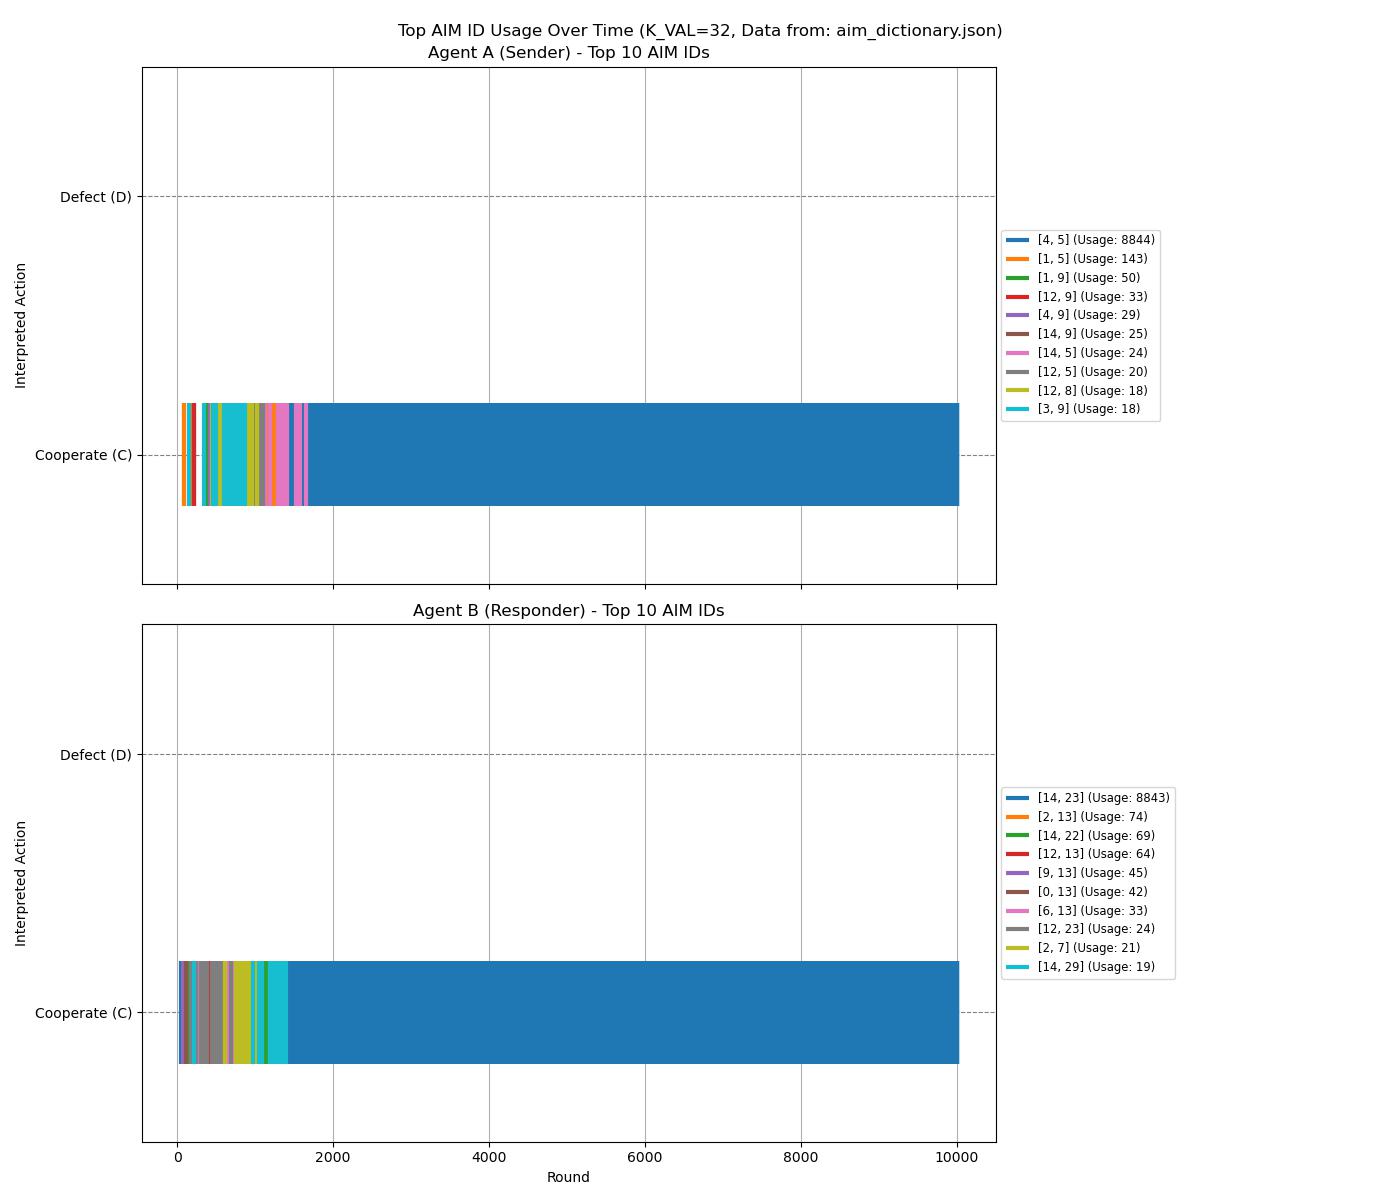 Top AIM ID Usage Over Time (K_VAL=32, Data from: aim_dictionary.json)
Agent A (Sender) - Top 10 AIM IDs
Interpreted Action
Defect (D)
Cooperate (C)
[4, 5] (Usage: 8844)
[1, 5] (Usage: 143)
[1, 9] (Usage: 50)
[12, 9] (Usage: 33)
[4, 9] (Usage: 29)
[14, 9] (Usage: 25)
[14, 5] (Usage: 24)
[12, 5] (Usage: 20)
[12, 8] (Usage: 18)
[3, 9] (Usage: 18)
Agent B (Responder) - Top 10 AIM IDs
Interpreted Action
Defect (D)
Cooperate (C)
[14, 23] (Usage: 8843)
[2, 13] (Usage: 74)
[14, 22] (Usage: 69)
[12, 13] (Usage: 64)
[9, 13] (Usage: 45)
[0, 13] (Usage: 42)
[6, 13] (Usage: 33)
[12, 23] (Usage: 24)
[2, 7] (Usage: 21)
[14, 29] (Usage: 19)
0 2000 4000 6000 8000 10000
Round